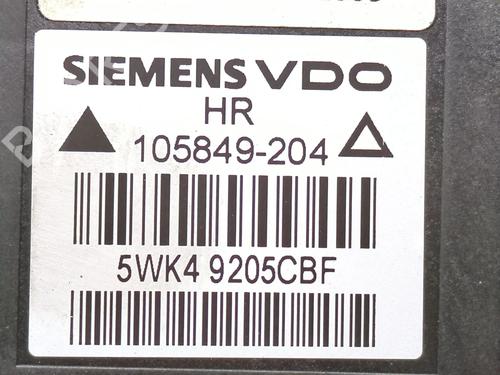 SIEMENS VDO
HR
105849-204
5WK4 9205CBF